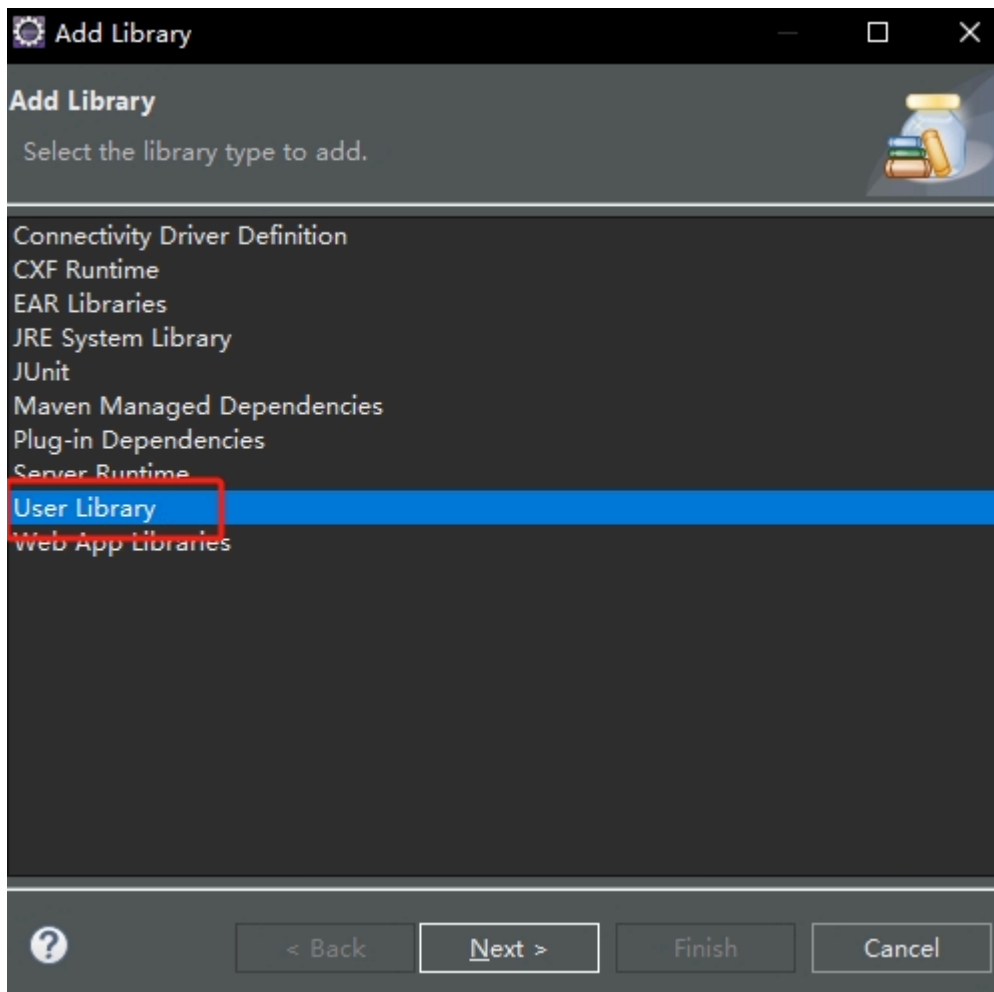 Add Library
Add Library
Select the library type to add.
Connectivity Driver Definition
CXF Runtime
EAR Libraries
JRE System Library
JUnit
Maven Managed Dependencies
Plug-in Dependencies
Server Runtime
User Library
Web App Libraries
?
< Back
Next >
Finish
Cancel